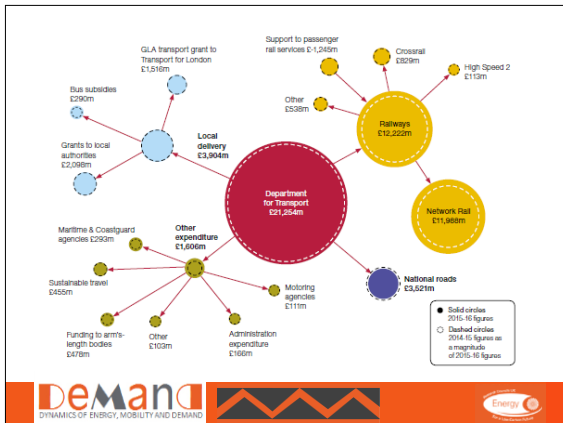 GLA transport grant to
Transport for London
£1,516m
Bus subsidies
£290m
Grants to local
authorities
£2,098m
Local
delivery
£3,904m
Support to passenger
rail services £-1,245m
Crossrail
£829m
High Speed 2
£113m
Other
£538m
Railways
£12,222m
Department
for Transport
£21,254m
Network Rail
£11,988m
Maritime & Coastguard
agencies £293m
Other
expenditure
£1,606m
Sustainable travel
£455m
Funding to arm's-
length bodies
£478m
Other
£103m
Administration
expenditure
£166m
Motoring
agencies
£111m
National roads
£3,521m
Solid circles
2015-16 figures
Dashed circles
2014-15 figures as
a magnitude
of 2015-16 figures
DeManD
DYNAMICS OF ENERGY, MOBILITY AND DEMAND
Energy